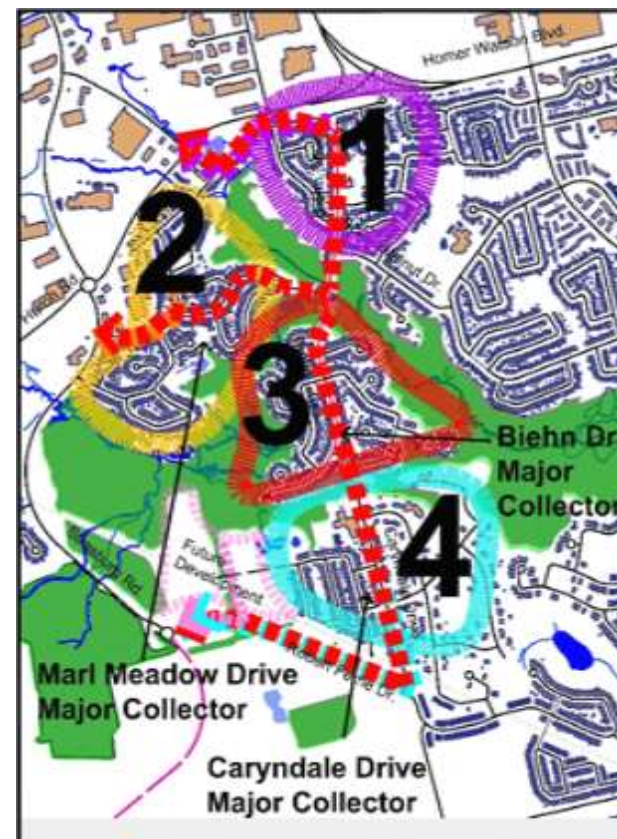 Homer Watson Blvd.
1
2
3
Biehn Dr
Major
Collector
4
Future
Development
Marl Meadow Drive
Major Collector
Caryndale Drive
Major Collector